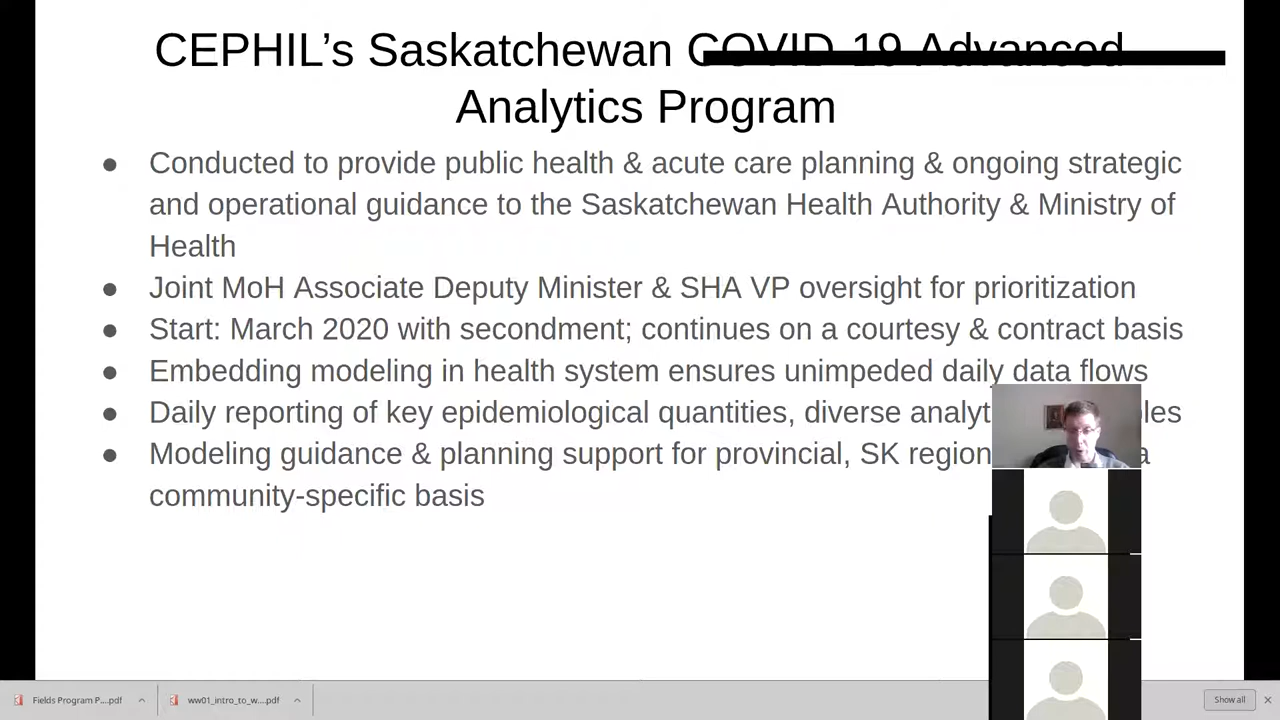 CEPHIL’s Saskatchewan COVID-19 Advanced
Analytics Program
● Conducted to provide public health & acute care planning & ongoing strategic
and operational guidance to the Saskatchewan Health Authority & Ministry of
Health
● Joint MoH Associate Deputy Minister & SHA VP oversight for prioritization
● Start: March 2020 with secondment; continues on a courtesy & contract basis
● Embedding modeling in health system ensures unimpeded daily data flows
● Daily reporting of key epidemiological quantities, diverse
● Modeling guidance & planning support for provincial, SK
community-specific basis
Fields Program P....pdf
ww01_intro_to_w....pdf
Show all